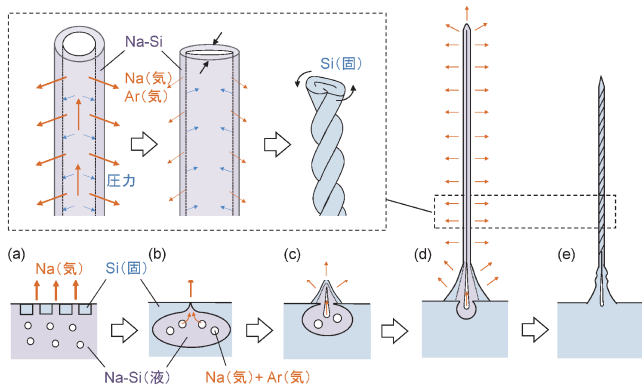 Na-Si
Na(気)
Ar(気)
圧力
Si(固)
(a)
Na(気)
Si(固)
(b)
(c)
(d)
(e)
Na-Si(液)
Na(気)+ Ar(気)